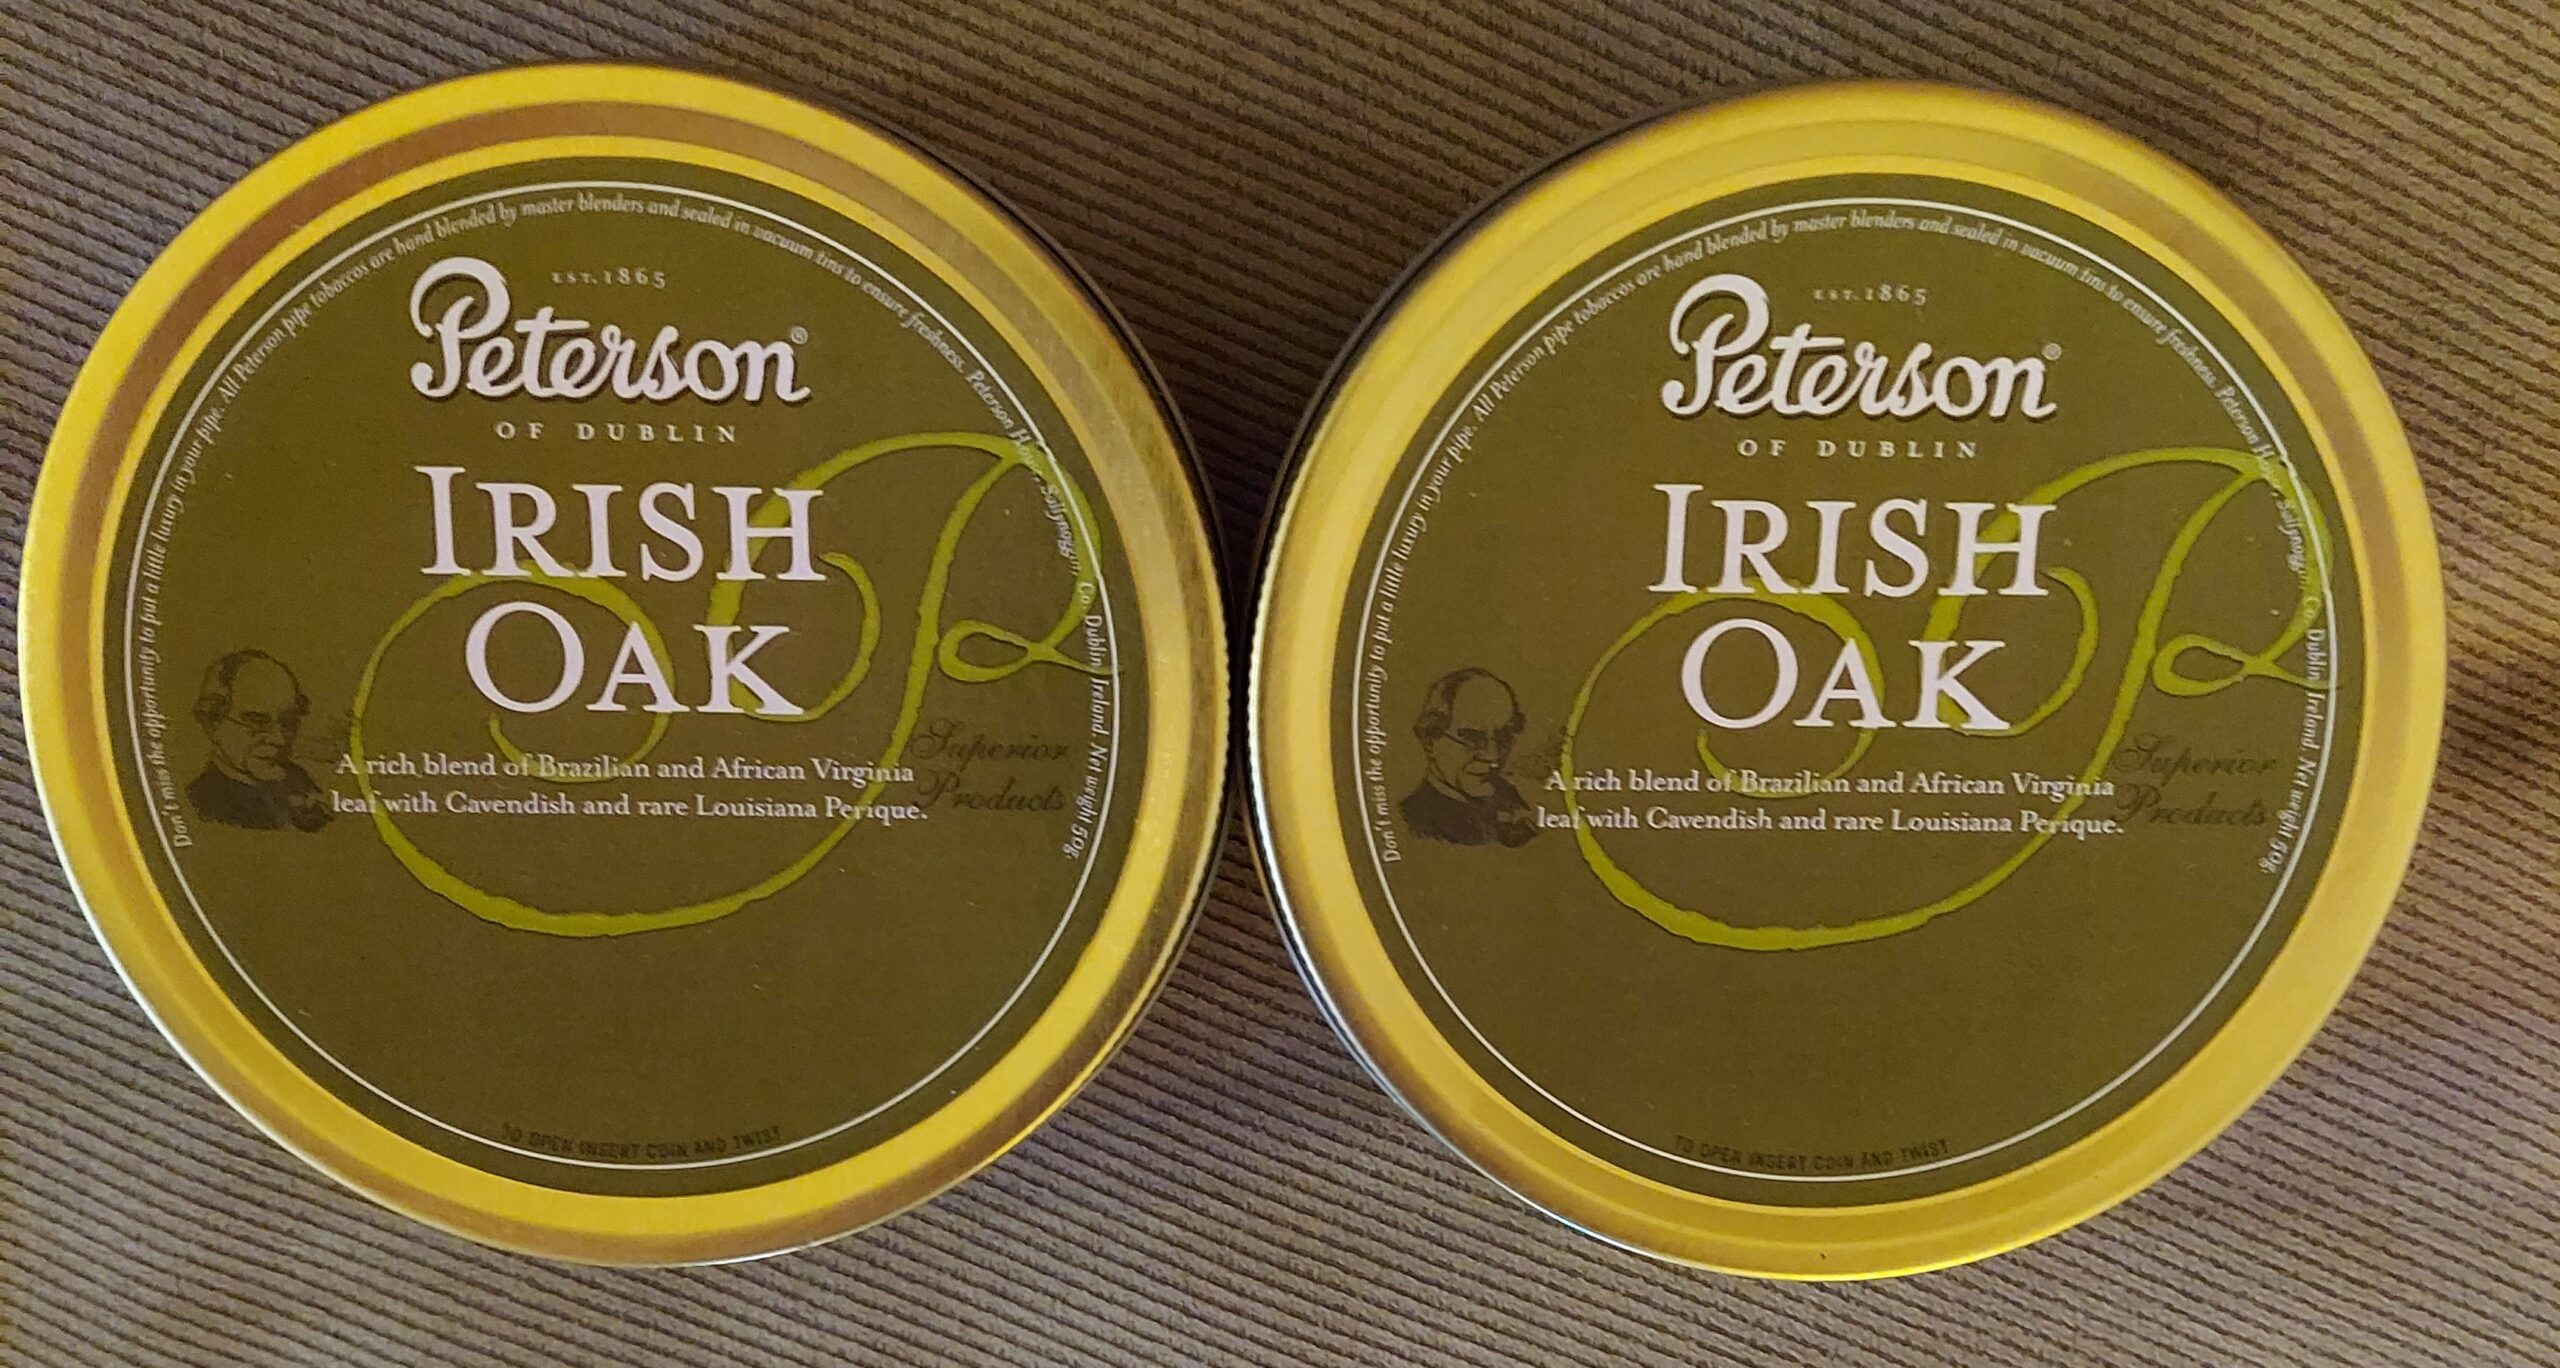 Don't miss the opportunity to put a little luxury in your pipe. All Peterson pipe tobaccos are hand blended by master blenders and sealed in vacuum tins to ensure freshness. Peterson House, Sallynoggin, Co. Dublin, Ireland. Net weight 50g.
EST. 1865
Peterson®
OF DUBLIN
IRISH
OAK
A rich blend of Brazilian and African Virginia
leaf with Cavendish and rare Louisiana Perique.
Superior
Products
TO OPEN INSERT COIN AND TWIST
Don't miss the opportunity to put a little luxury in your pipe. All Peterson pipe tobaccos are hand blended by master blenders and sealed in vacuum tins to ensure freshness. Peterson House, Sallynoggin, Co. Dublin, Ireland. Net weight 50g.
EST. 1865
Peterson®
OF DUBLIN
IRISH
OAK
A rich blend of Brazilian and African Virginia
leaf with Cavendish and rare Louisiana Perique.
Superior
Products
TO OPEN INSERT COIN AND TWIST